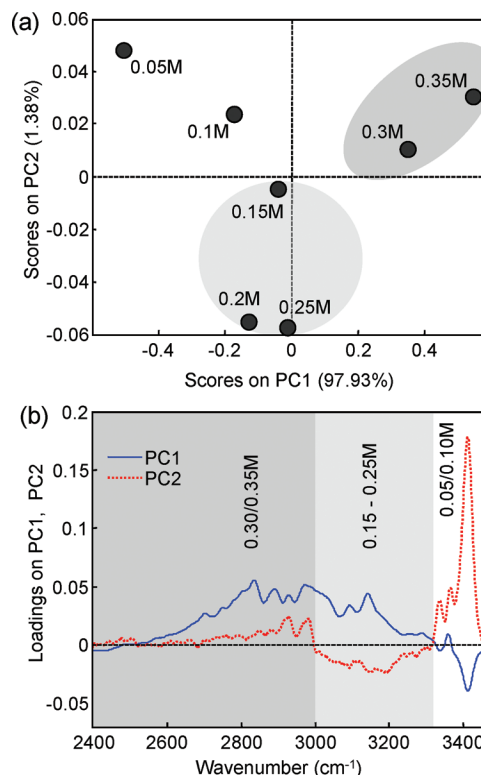 (a)
0.06
0.04
0.02
0
-0.02
-0.04
-0.06
Scores on PC2 (1.38%)
0.05M
0.1M
0.35M
0.3M
0.15M
0.2M
0.25M
-0.4
-0.2
0
0.2
0.4
Scores on PC1 (97.93%)
(b)
0.2
0.15
0.1
0.05
0
-0.05
Loadings on PC1, PC2
PC1
PC2
0.30/0.35M
0.15 - 0.25M
0.05/0.10M
2400
2600
2800
3000
3200
3400
Wavenumber (cm⁻¹)